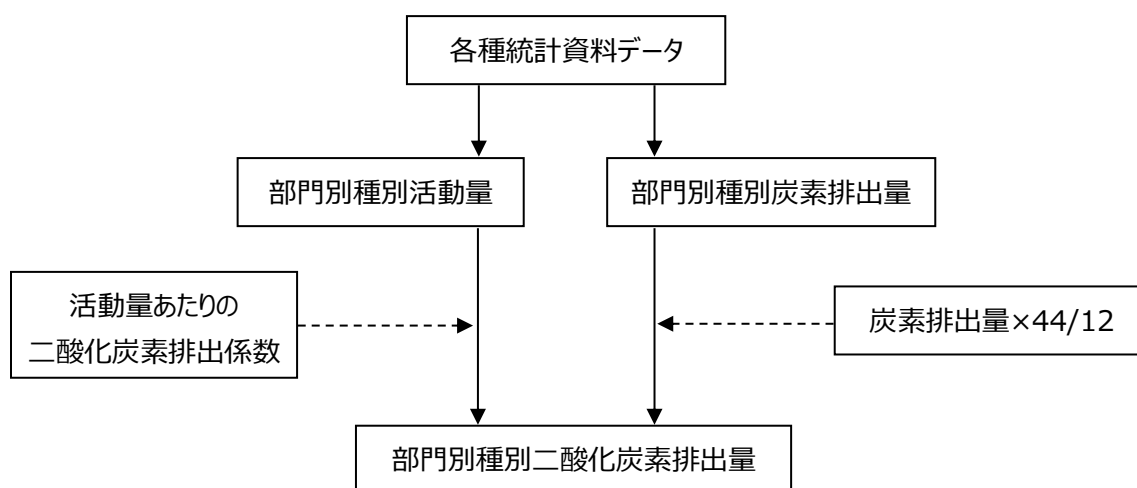 各種統計資料データ
部門別種別活動量
部門別種別炭素排出量
活動量あたりの
二酸化炭素排出係数
炭素排出量×44/12
部門別種別二酸化炭素排出量